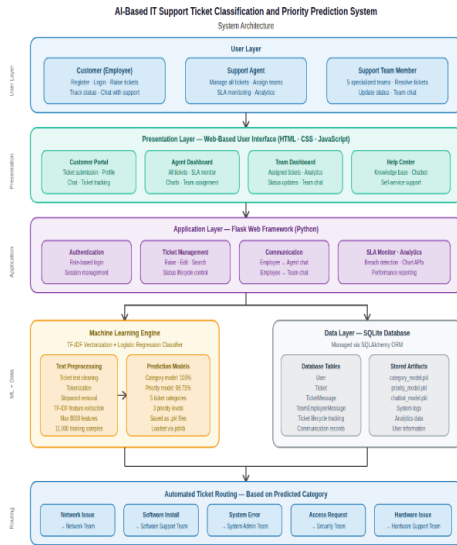 AI-Based IT Support Ticket Classification and Priority Prediction System
System Architecture
User Layer
User Layer
Customer (Employee)
Register · Login · Raise tickets
Track status · Chat with support
Support Agent
Manage all tickets · Assign teams
SLA monitoring · Analytics
Support Team Member
5 specialized teams · Resolve tickets
Update status · Team chat
Presentation
Presentation Layer — Web-Based User Interface (HTML · CSS · JavaScript)
Customer Portal
Ticket submission · Profile
Chat · Ticket tracking
Agent Dashboard
All tickets · SLA monitor
Charts · Team assignment
Team Dashboard
Assigned tickets · Analytics
Status updates · Team chat
Help Center
Knowledge base · Chatbot
Self-service support
Application
Application Layer — Flask Web Framework (Python)
Authentication
Role-based login
Session management
Ticket Management
Raise · Edit · Search
Status lifecycle control
Communication
Employee ↔ Agent chat
Employee ↔ Team chat
SLA Monitor · Analytics
Breach detection · Chart APIs
Performance reporting
ML + Data
Machine Learning Engine
TF-IDF Vectorization + Logistic Regression Classifier
Text Preprocessing
Ticket text cleaning
Tokenization
Stopword removal
TF-IDF feature extraction
Max 8000 features
11,000 training samples
Prediction Models
Category model:
Priority model:
5 ticket categories
3 priority levels
Saved as .pkl files
Loaded via joblib
Data Layer — SQLite Database
Managed via SQLAlchemy ORM
Database Tables
User
Ticket
TicketMessage
TeamEmployeeMessage
Ticket lifecycle tracking
Communication records
Stored Artifacts
category_model.pkl
priority_model.pkl
chatbot_model.pkl
System logs
Analytics data
User information
Routing
Automated Ticket Routing — Based on Predicted Category
Network Issue
→ Network Team
Software Install
→ Software Support Team
System Error
→ System Admin Team
Access Request
→ Security Team
Hardware Issue
→ Hardware Support Team